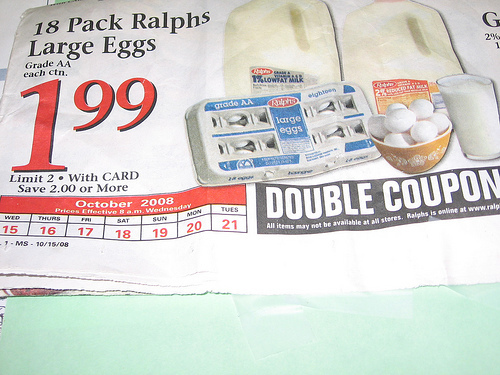 18 Pack Ralphs
Large Eggs
Grade AA
each ctn.
1 99
Limit 2 • With CARD
Save 2.00 or More
October 2008
Prices Effective 8 a.m. Wednesday
WED THURS FRI SAT SUN MON TUES
15 16 17 18 19 20 21
1 - MS - 10/15/08
Ralphs
1% LOWFAT MILK
Ralphs
2% REDUCED FAT MILK
grade AA
Ralphs
eighteen
large
eggs
G
2%
DOUBLE COUPON
All items may not be available at all stores. Ralphs is online at www.ralp